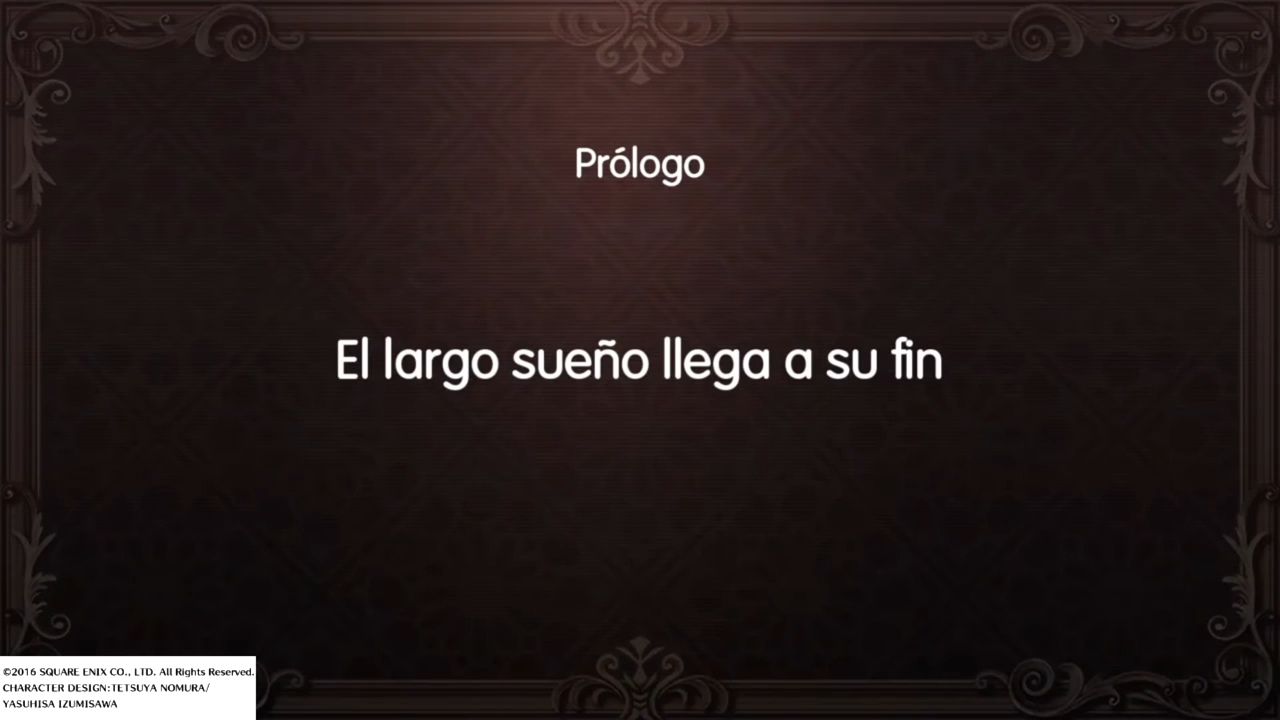 Prólogo
El largo sueño llega a su fin
©2016 SQUARE ENIX CO., LTD. All Rights Reserved.
CHARACTER DESIGN:TETSUYA NOMURA/
YASUHISA IZUMISAWA